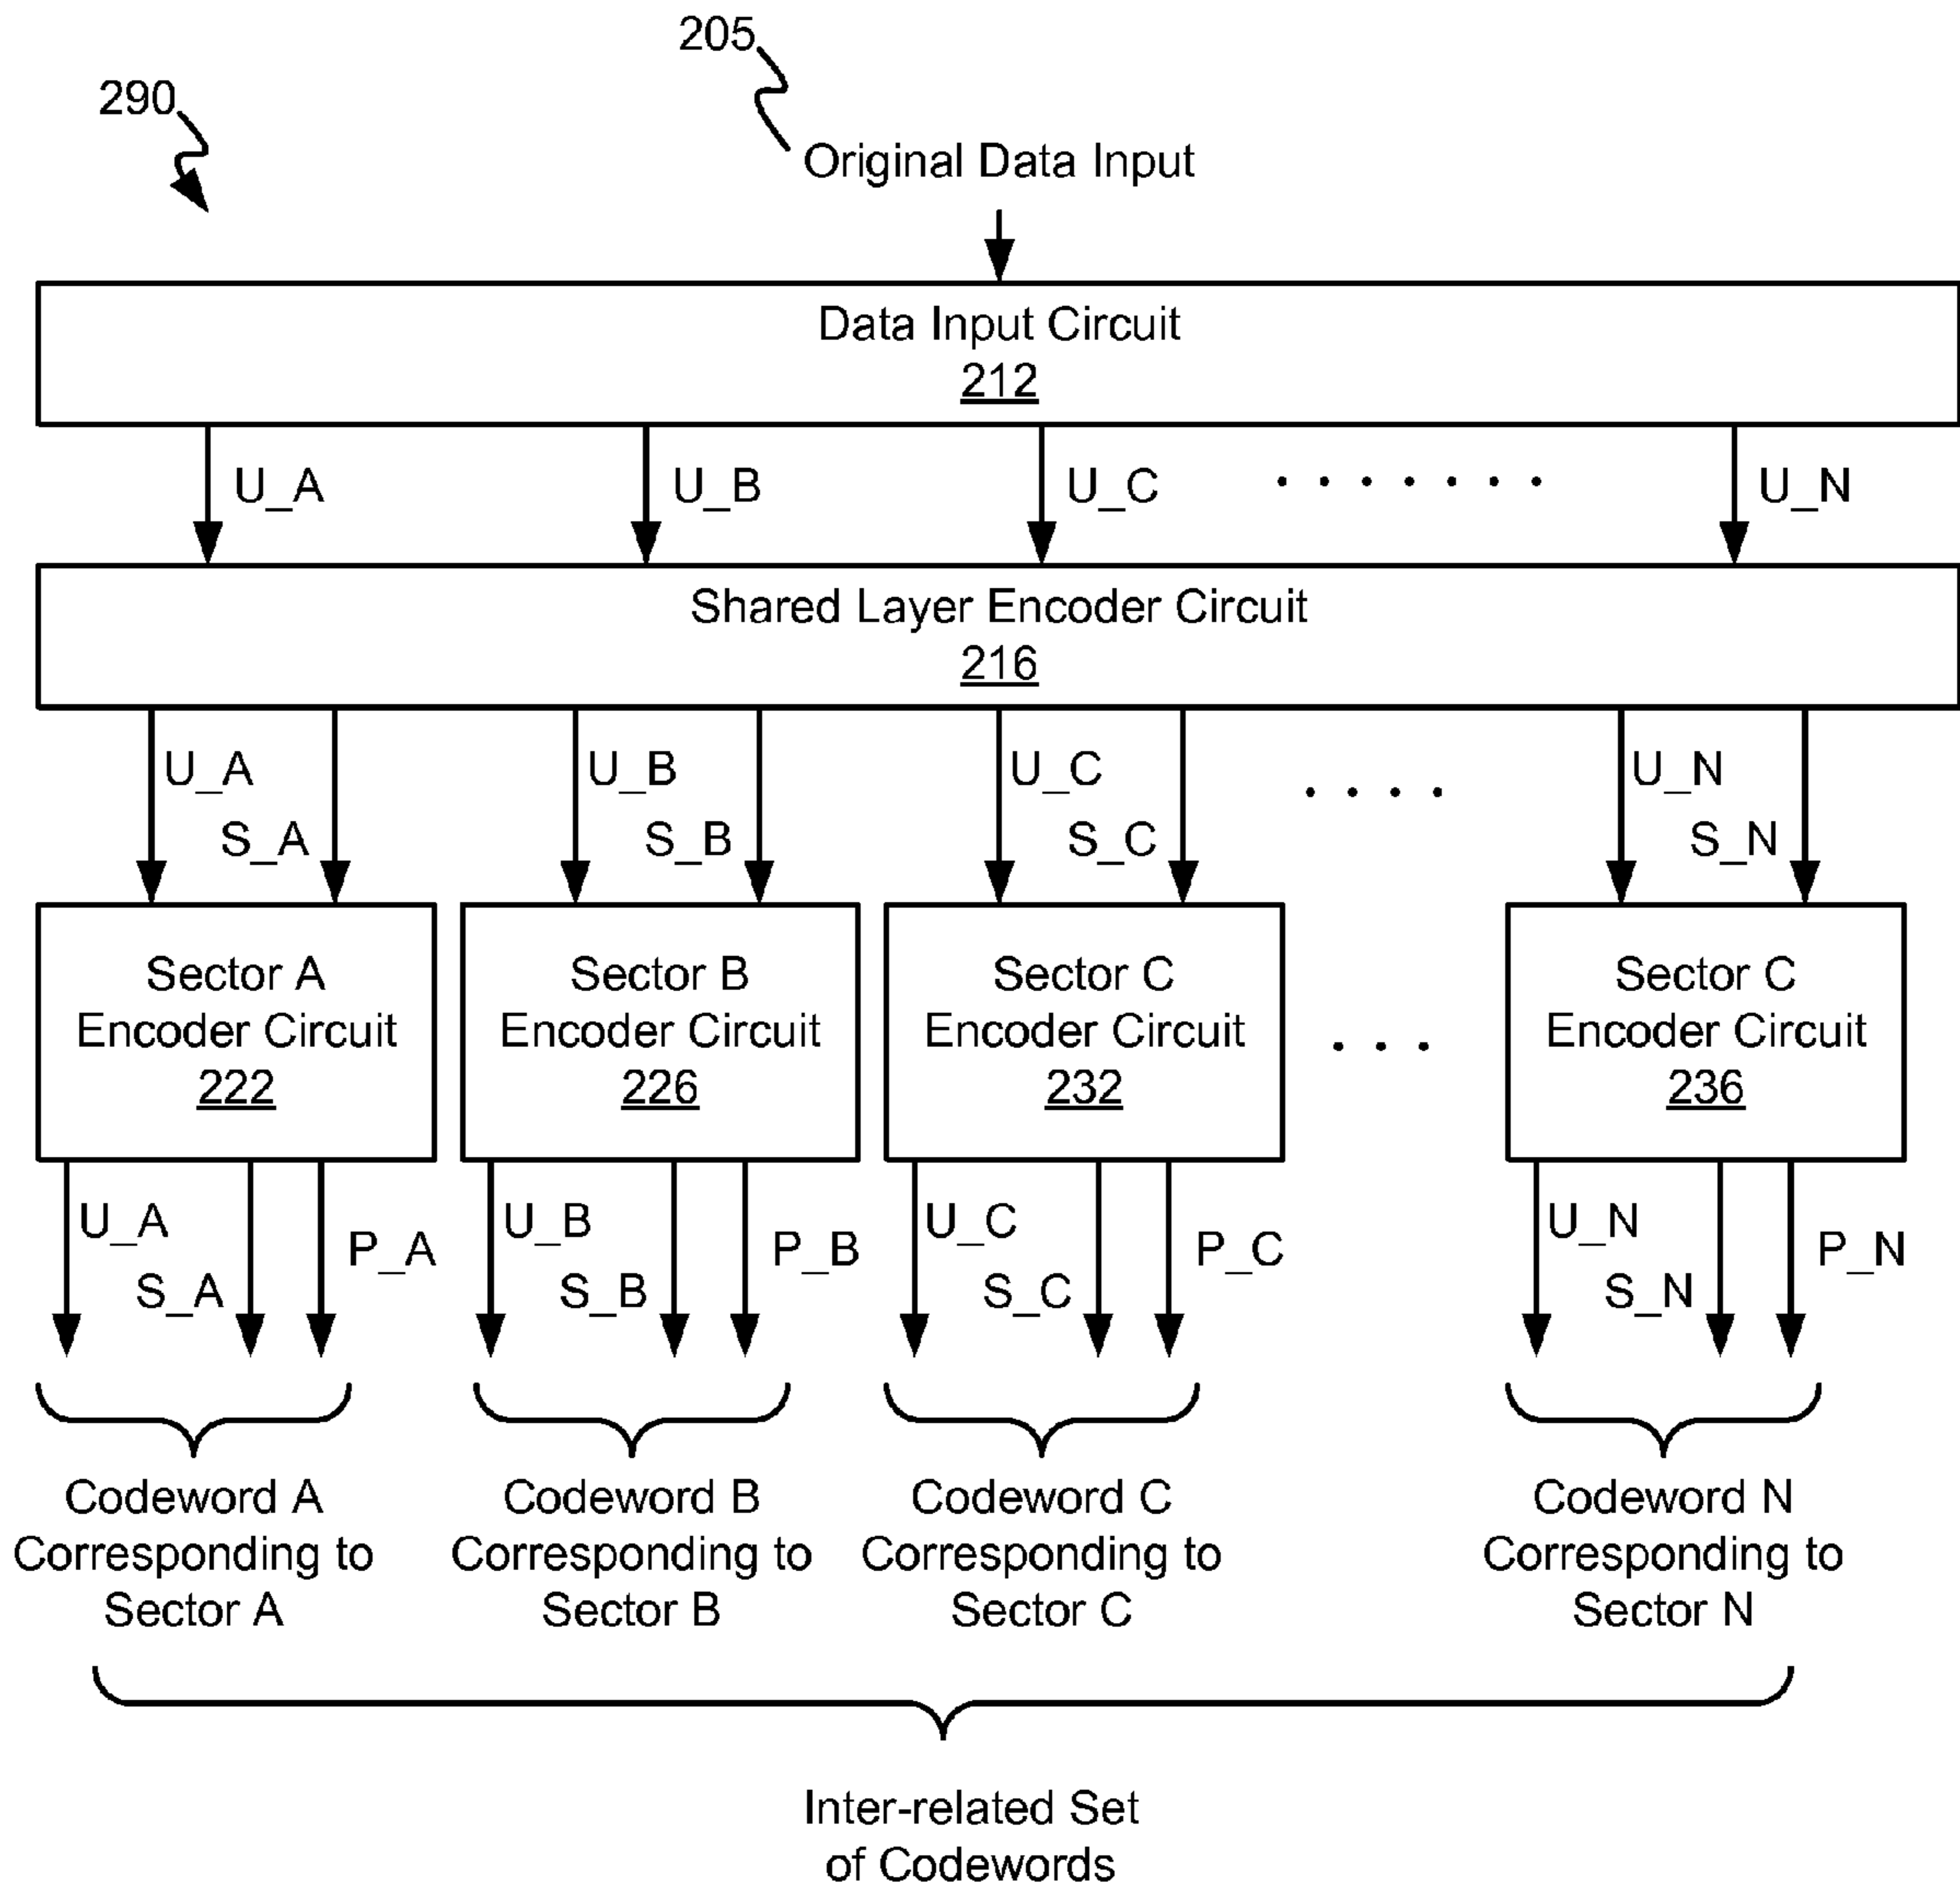 205
290
Original Data Input
Data Input Circuit
212
U_A
U_B
U_C
U_N
Shared Layer Encoder Circuit
216
U_A
S_A
U_B
S_B
U_C
S_C
U_N
S_N
Sector A
Encoder Circuit
222
Sector B
Encoder Circuit
226
Sector C
Encoder Circuit
232
Sector C
Encoder Circuit
236
U_A
S_A
P_A
U_B
S_B
P_B
U_C
S_C
P_C
U_N
S_N
P_N
Codeword A
Corresponding to
Sector A
Codeword B
Corresponding to
Sector B
Codeword C
Corresponding to
Sector C
Codeword N
Corresponding to
Sector N
Inter-related Set
of Codewords